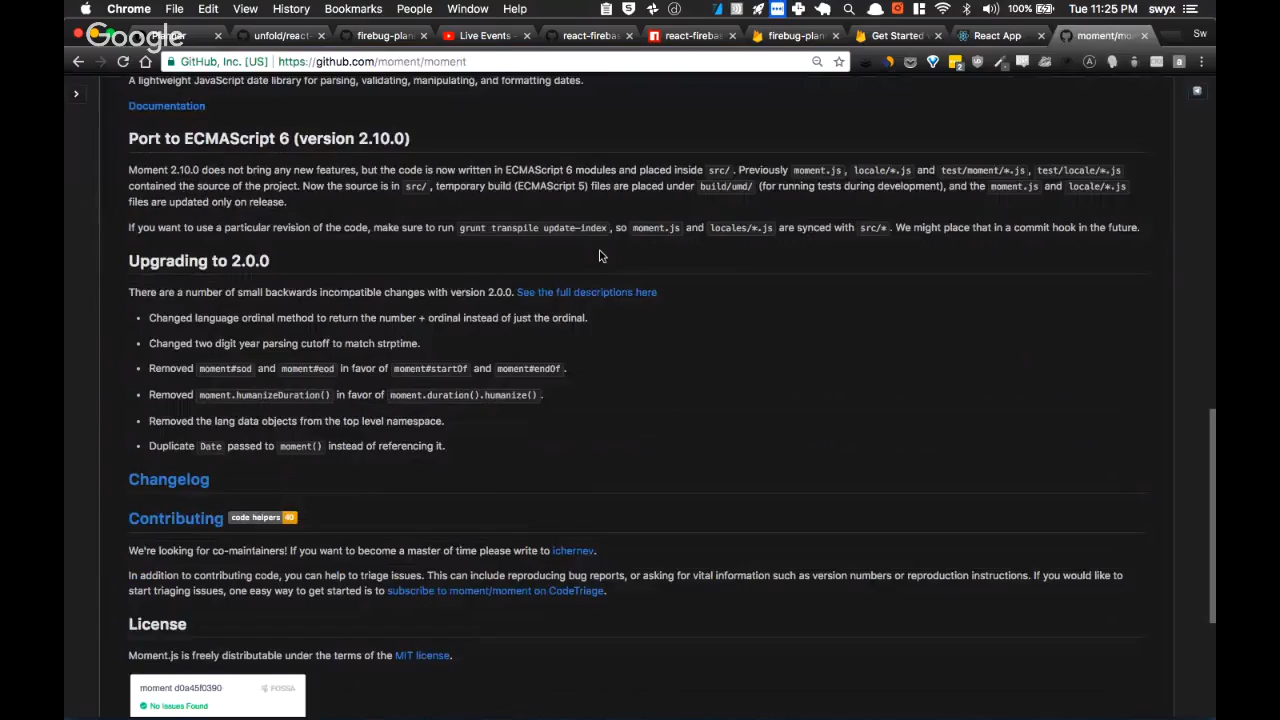 Chrome File Edit View History Bookmarks People Window Help 100% Tue 11:25 PM swyx
Google
unfold/react- firebug-plan Live Events - react-firebas react-firebas firebug-plan Get Started React App moment/mo Sw
GitHub, Inc. [US] https://github.com/moment/moment
A lightweight JavaScript date library for parsing, validating, manipulating, and formatting dates.
Documentation
Port to ECMAScript 6 (version 2.10.0)
Moment 2.10.0 does not bring any new features, but the code is now written in ECMAScript 6 modules and placed inside src/. Previously moment.js, locale/*.js and test/moment/*.js, test/locale/*.js
contained the source of the project. Now the source is in src/, temporary build (ECMAScript 5) files are placed under build/umd/ (for running tests during development), and the moment.js and locale/*.js
files are updated only on release.
If you want to use a particular revision of the code, make sure to run grunt transpile update-index, so moment.js and locales/*.js are synced with src/*. We might place that in a commit hook in the future.
Upgrading to 2.0.0
There are a number of small backwards incompatible changes with version 2.0.0. See the full descriptions here
• Changed language ordinal method to return the number + ordinal instead of just the ordinal.
• Changed two digit year parsing cutoff to match strptime.
• Removed moment#sod and moment#eod in favor of moment#startOf and moment#endOf.
• Removed moment.humanizeDuration() in favor of moment.duration().humanize().
• Removed the lang data objects from the top level namespace.
• Duplicate Date passed to moment() instead of referencing it.
Changelog
Contributing code helpers 40
We're looking for co-maintainers! If you want to become a master of time please write to ichernev.
In addition to contributing code, you can help to triage issues. This can include reproducing bug reports, or asking for vital information such as version numbers or reproduction instructions. If you would like to
start triaging issues, one easy way to get started is to subscribe to moment/moment on CodeTriage.
License
Moment.js is freely distributable under the terms of the MIT license.
moment d0a45f0390 FOSSA
No Issues Found